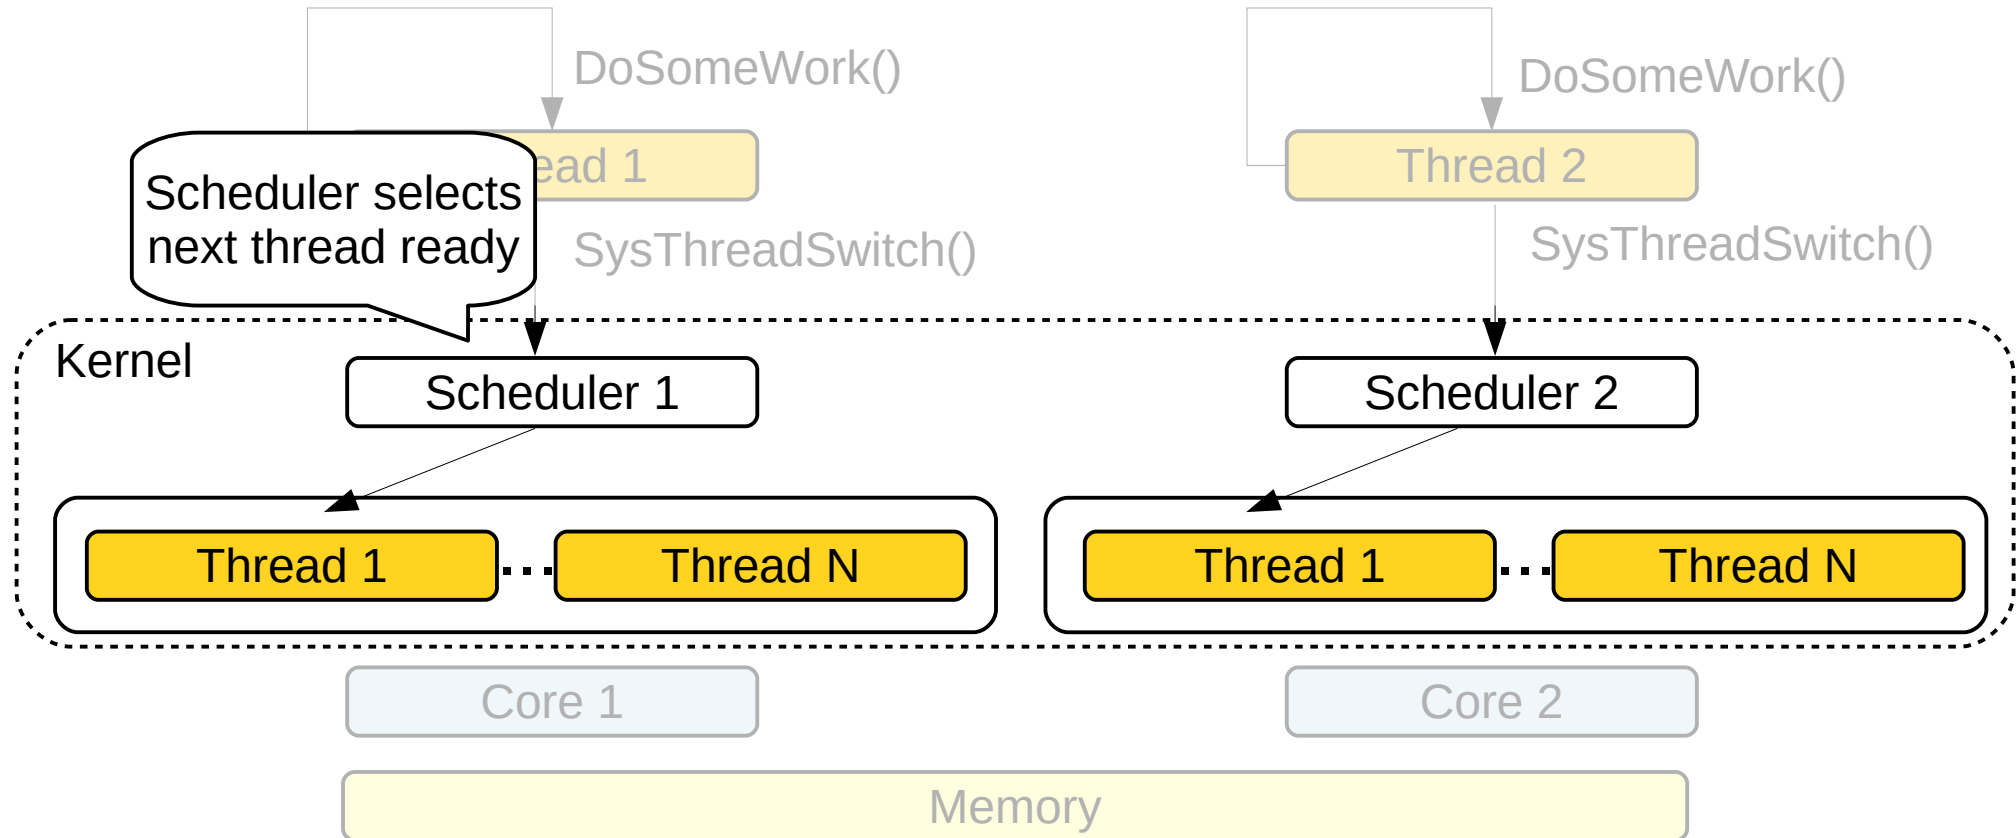 DoSomeWork()
DoSomeWork()
ead 1
Thread 2
Scheduler selects
next thread ready
SysThreadSwitch()
SysThreadSwitch()
Kernel
Scheduler 1
Scheduler 2
Thread 1
Thread N
Thread 1
Thread N
Core 1
Core 2
Memory